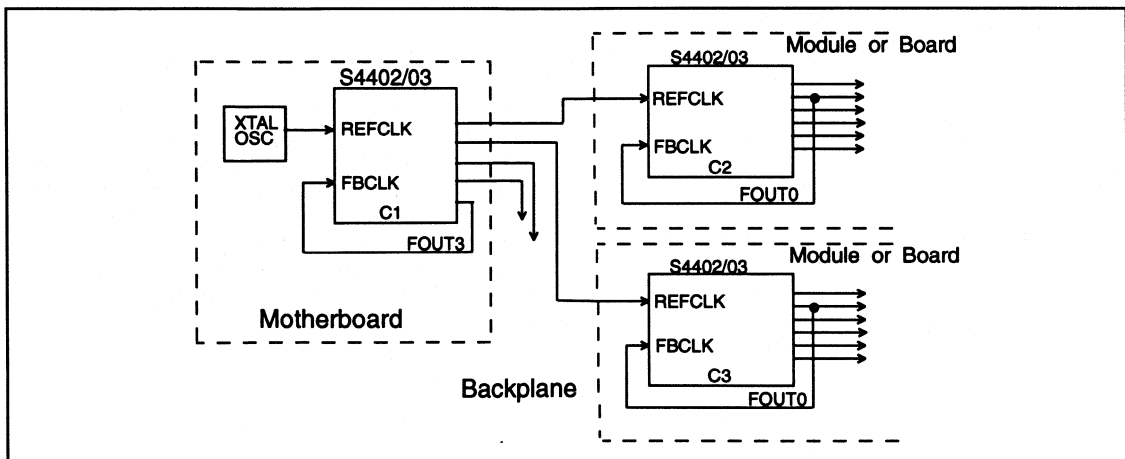 S4402/03
XTAL
OSC
REFCLK
FBCLK
C1
FOUT3
Motherboard
Backplane
Module or Board
S4402/03
REFCLK
FBCLK
C2
FOUT0
Module or Board
S4402/03
REFCLK
FBCLK
C3
FOUT0